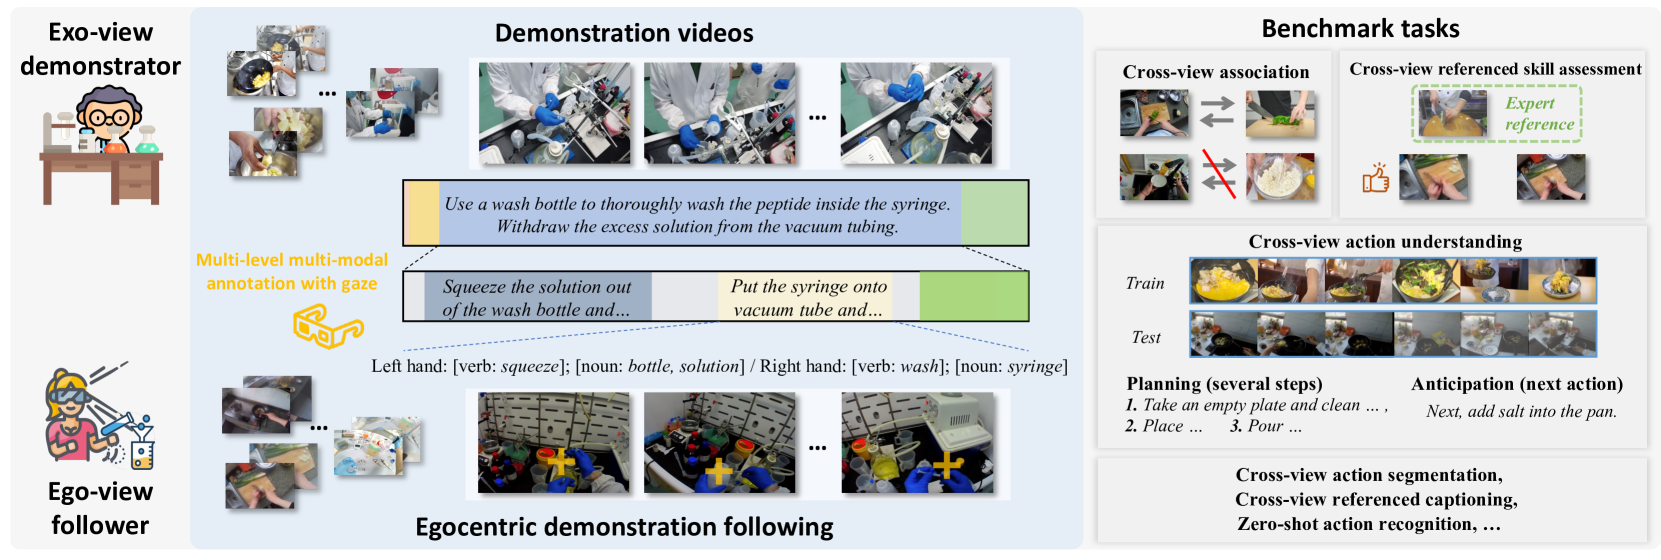 Exo-view
demonstrator
Demonstration videos
...
...
Use a wash bottle to thoroughly wash the peptide inside the syringe.
Withdraw the excess solution from the vacuum tubing.
Multi-level multi-modal
annotation with gaze
Squeeze the solution out
of the wash bottle and…
Put the syringe onto
vacuum tube and…
Left hand: [verb: squeeze]; [noun: bottle, solution] / Right hand: [verb: wash]; [noun: syringe]
...
...
Ego-view
follower
Egocentric demonstration following
Benchmark tasks
Cross-view association
Cross-view referenced skill assessment
Expert
reference
Cross-view action understanding
Train
Test
Planning (several steps)
1. Take an empty plate and clean … ,
2. Place … 3. Pour …
Anticipation (next action)
Next, add salt into the pan.
Cross-view action segmentation,
Cross-view referenced captioning,
Zero-shot action recognition, …